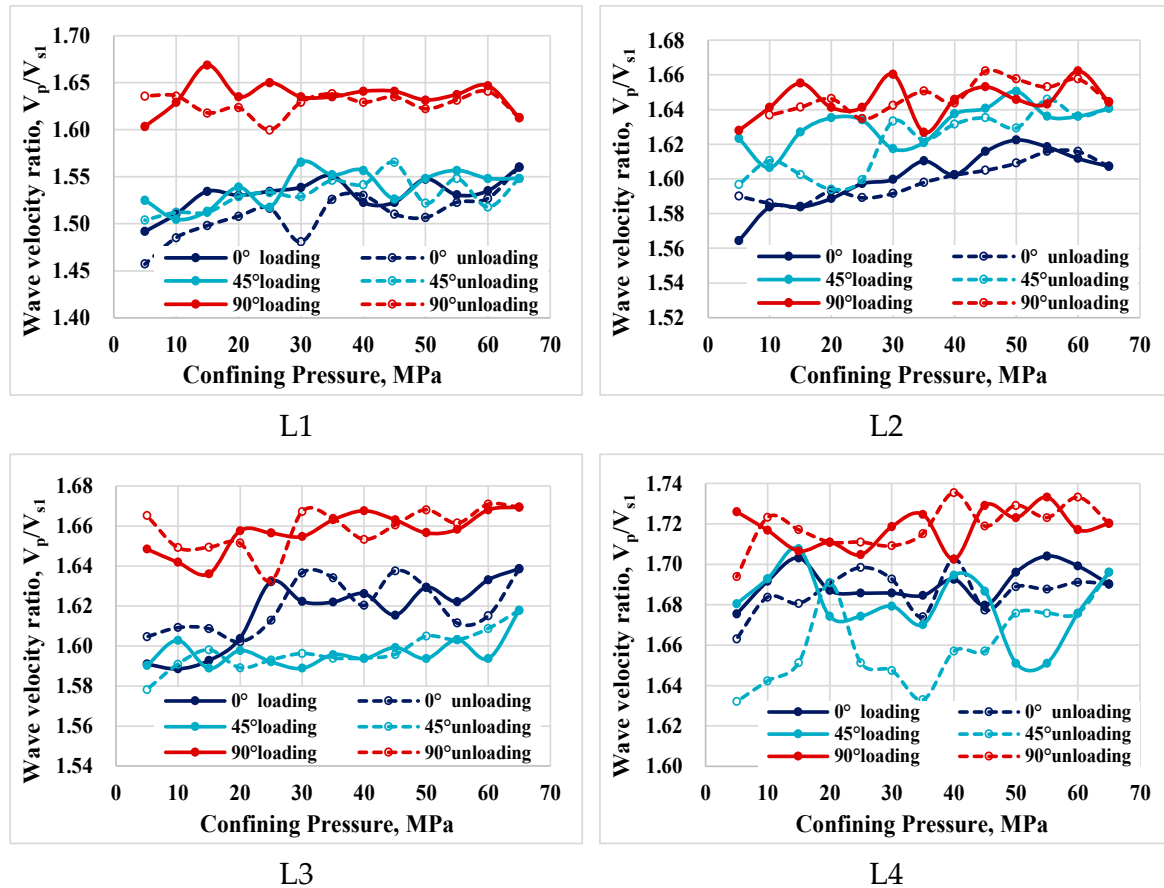 Wave velocity ratio, Vp/Vs1
1.70
1.65
1.60
1.55
1.50
1.45
1.40
0° loading
0° unloading
45°loading
45°unloading
90°loading
90°unloading
0 10 20 30 40 50 60 70
Confining Pressure, MPa
L1
Wave velocity ratio, Vp/Vs1
1.68
1.66
1.64
1.62
1.60
1.58
1.56
1.54
1.52
0° loading
0° unloading
45°loading
45°unloading
90°loading
90°unloading
0 10 20 30 40 50 60 70
Confining Pressure, MPa
L2
Wave velocity ratio, Vp/Vs1
1.68
1.66
1.64
1.62
1.60
1.58
1.56
1.54
0° loading
0° unloading
45°loading
45°unloading
90°loading
90°unloading
0 10 20 30 40 50 60 70
Confining Pressure, MPa
L3
Wave velocity ratio, Vp/Vs1
1.74
1.72
1.70
1.68
1.66
1.64
1.62
1.60
0° loading
0° unloading
45°loading
45°unloading
90°loading
90°unloading
0 10 20 30 40 50 60 70
Confining Pressure, MPa
L4